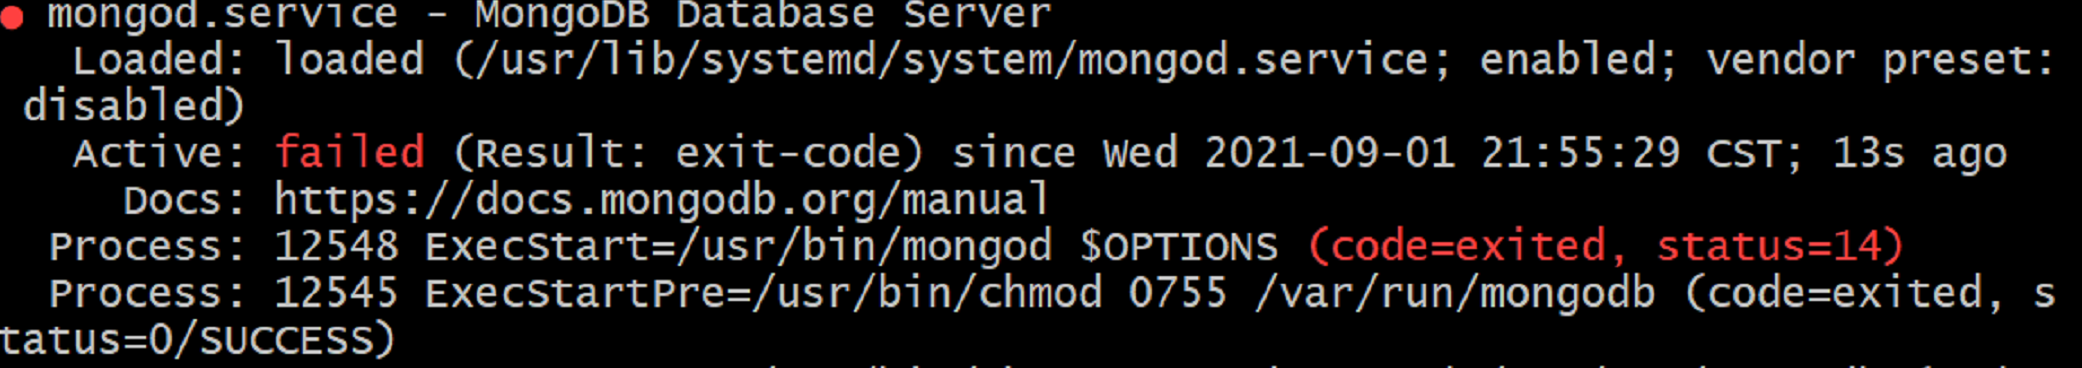 ● mongod.service - MongoDB Database Server
Loaded: loaded (/usr/lib/systemd/system/mongod.service; enabled; vendor preset:
disabled)
Active: failed (Result: exit-code) since Wed 2021-09-01 21:55:29 CST; 13s ago
Docs: https://docs.mongodb.org/manual
Process: 12548 ExecStart=/usr/bin/mongod $OPTIONS (code=exited, status=14)
Process: 12545 ExecStartPre=/usr/bin/chmod 0755 /var/run/mongodb (code=exited, s
tatus=0/SUCCESS)